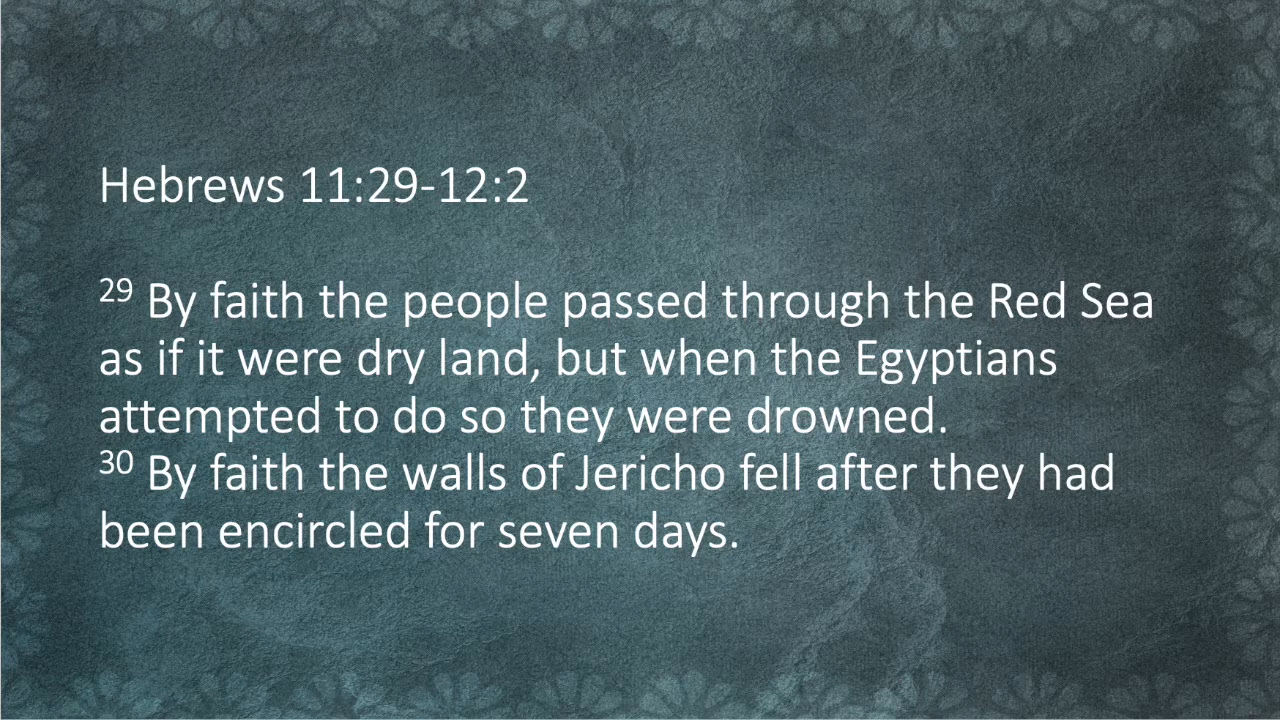 Hebrews 11:29-12:2
29 By faith the people passed through the Red Sea
as if it were dry land, but when the Egyptians
attempted to do so they were drowned.
30 By faith the walls of Jericho fell after they had
been encircled for seven days.